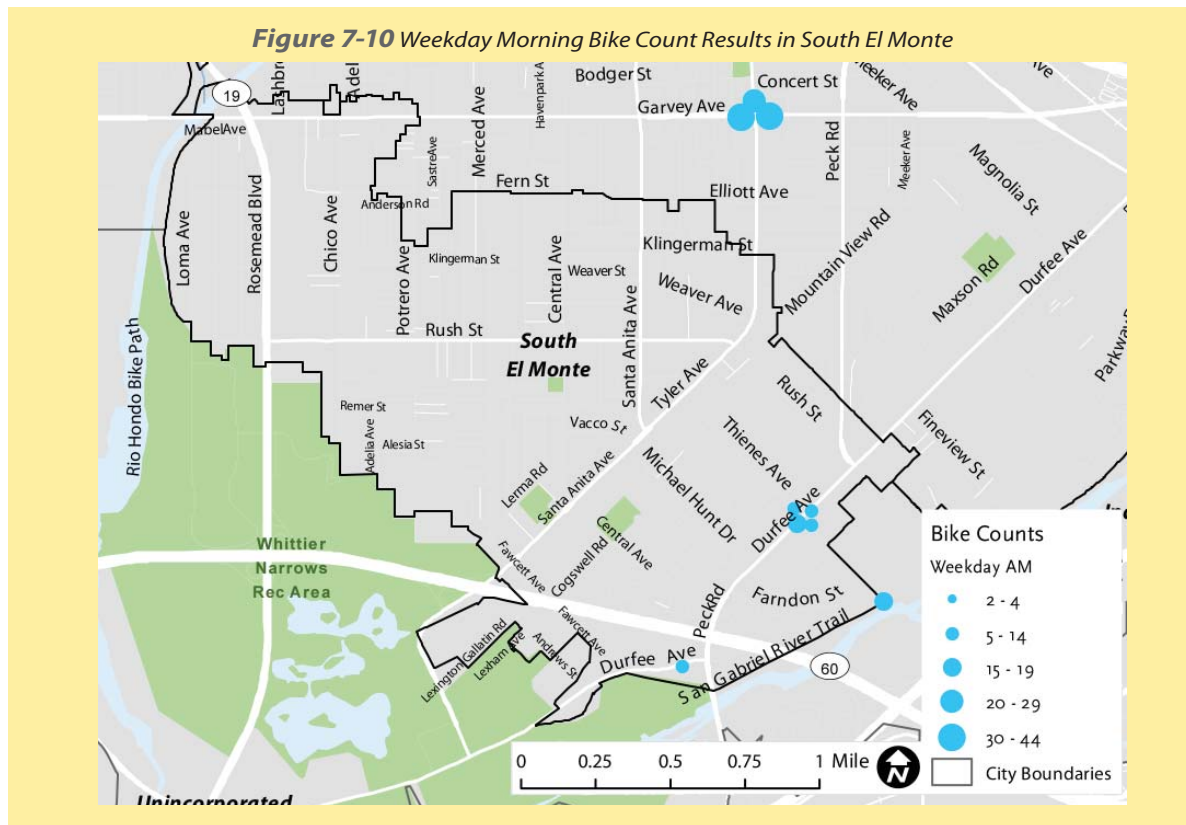 Figure 7-10 Weekday Morning Bike Count Results in South El Monte
Bodger St
Concert St
Meeker Ave
Ave
19
Lashbr
Adel
Havenpark A
Garvey Ave
MabelAve
SastreAve
Merced Ave
Peck Rd
Meeker Ave
Magnolia St
Fern St
Elliott Ave
Anderson Rd
Loma Ave
Rosemead Blvd
Chico Ave
Potrero Ave
Klingerman St
Klingerman St
Central Ave
Weaver St
Weaver Ave
Mountain View Rd
Maxson Rd
Durfee Ave
Rio Hondo Bike Path
Rush St
South
El Monte
Santa Anita Ave
Tyler Ave
Rush St
Parkway
Remer St
Adelia Ave
Alesia St
Vacco St
Thienes Ave
Fineview St
Lerma Rd
Santa Anita Ave
Michael Hunt Dr
Durfee Ave
Central Ave
Whittier
Narrows
Rec Area
Fawcett Ave
Cogswell Rd
Farndon St
Fawcett Ave
PeckRd
Lexington Gallatin Rd
Lexham Ave
Andrews St
Durfee Ave
San Gabriel River Trail
60
Bike Counts
Weekday AM
2 - 4
5 - 14
15 - 19
20 - 29
30 - 44
City Boundaries
0 0.25 0.5 0.75 1 Mile
N
Unincorporated